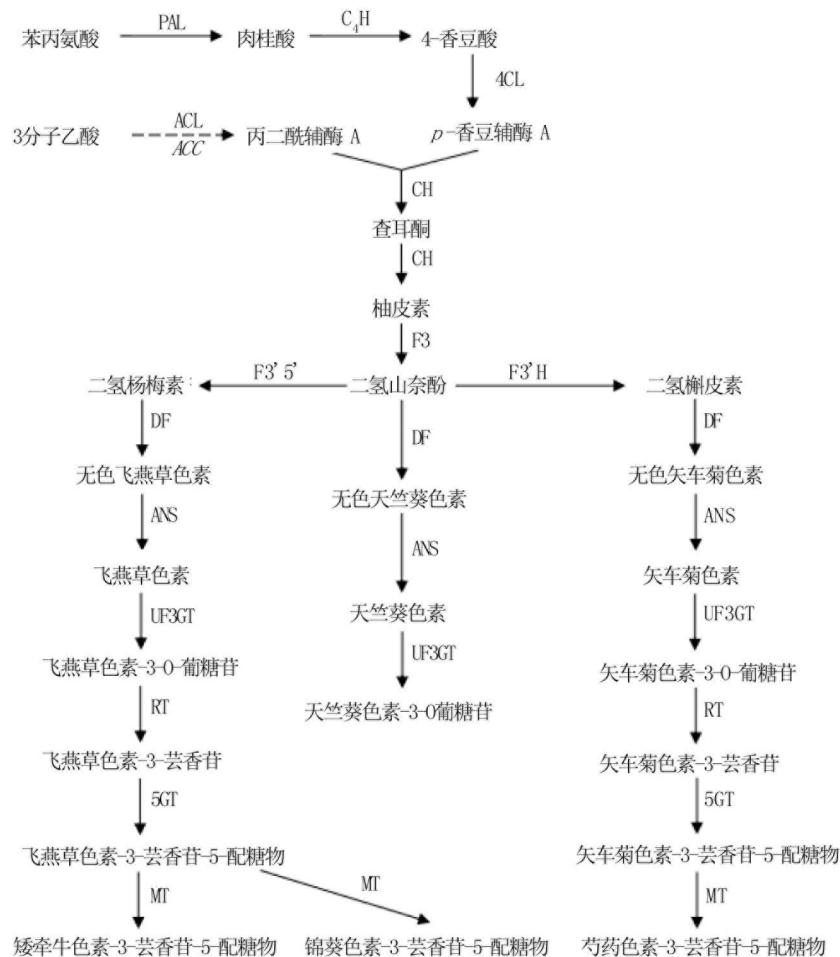 苯丙氨酸 PAL 肉桂酸 C₄H 4-香豆酸
4CL
3分子乙酸 ACL ACC 丙二酰辅酶 A p-香豆辅酶 A
CH
查耳酮
CH
柚皮素
F3
二氢杨梅素 F3'5' 二氢山奈酚 F3'H 二氢槲皮素
DF DF DF
无色飞燕草色素 无色天竺葵色素 无色矢车菊色素
ANS ANS ANS
飞燕草色素 天竺葵色素 矢车菊色素
UF3GT UF3GT UF3GT
飞燕草色素-3-O-葡糖苷 天竺葵色素-3-O葡糖苷 矢车菊色素-3-O-葡糖苷
RT RT
飞燕草色素-3-芸香苷 矢车菊色素-3-芸香苷
5GT 5GT
飞燕草色素-3-芸香苷-5-配糖物 矢车菊色素-3-芸香苷-5-配糖物
MT MT MT
矮牵牛色素-3-芸香苷-5-配糖物 锦葵色素-3-芸香苷-5-配糖物 芍药色素-3-芸香苷-5-配糖物